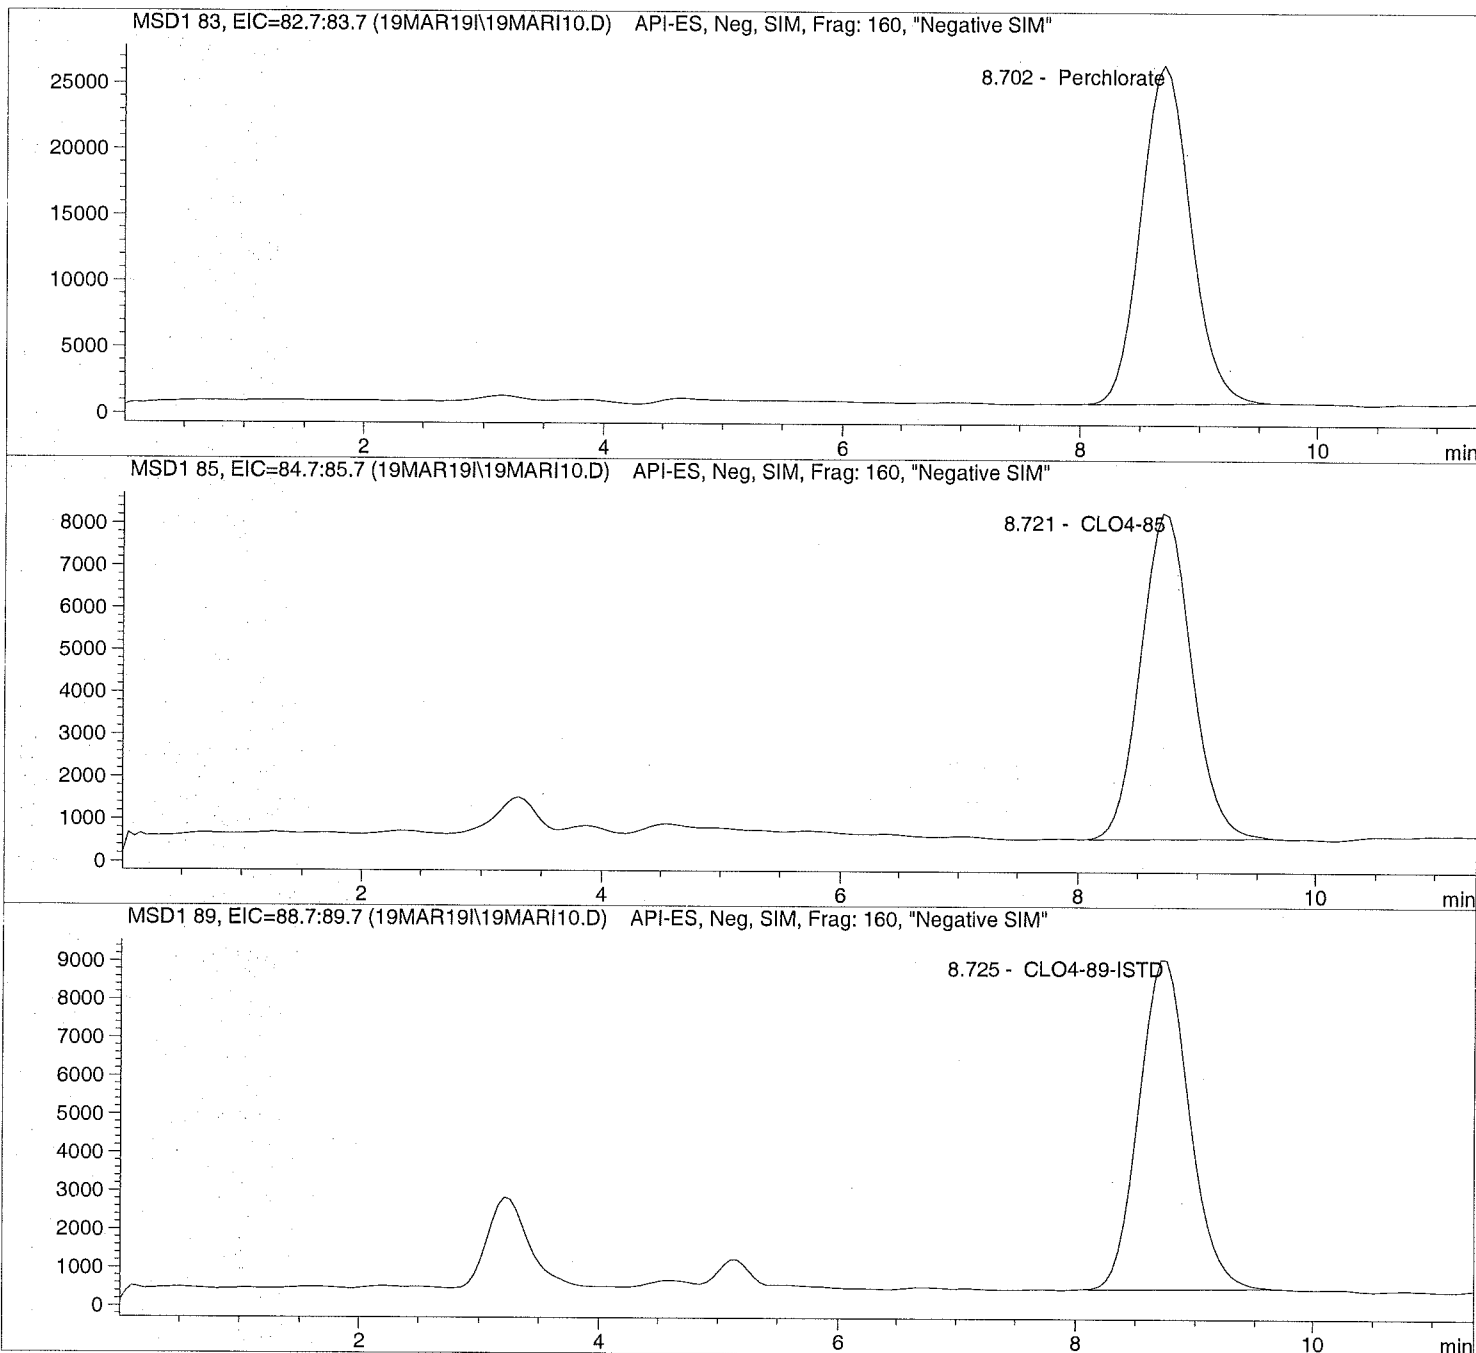 MSD1 83, EIC=82.7:83.7 (19MAR19I\19MARI10.D) API-ES, Neg, SIM, Frag: 160, "Negative SIM"
8.702 - Perchlorate
25000
20000
15000
10000
5000
0
2 4 6 8 10 min
MSD1 85, EIC=84.7:85.7 (19MAR19I\19MARI10.D) API-ES, Neg, SIM, Frag: 160, "Negative SIM"
8.721 - CLO4-85
8000
7000
6000
5000
4000
3000
2000
1000
0
2 4 6 8 10 min
MSD1 89, EIC=88.7:89.7 (19MAR19I\19MARI10.D) API-ES, Neg, SIM, Frag: 160, "Negative SIM"
8.725 - CLO4-89-ISTD
9000
8000
7000
6000
5000
4000
3000
2000
1000
0
2 4 6 8 10 min